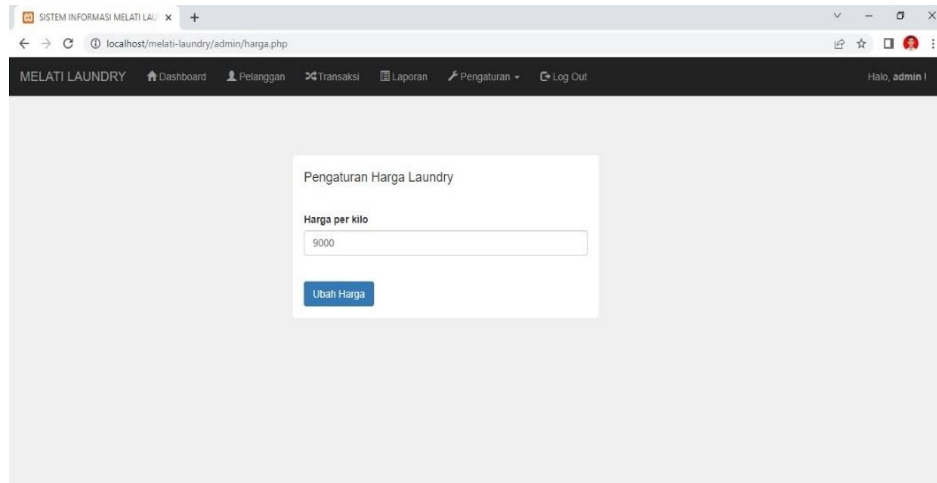 SISTEM INFORMASI MELATI LAU
localhost/melati-laundry/admin/harga.php
MELATI LAUNDRY Dashboard Pelanggan Transaksi Laporan Pengaturan Log Out Halo, admin !
Pengaturan Harga Laundry
Harga per kilo
9000
Ubah Harga